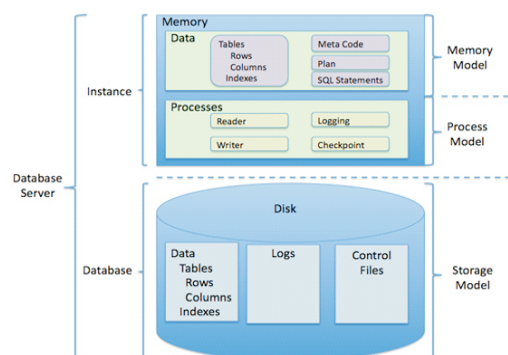 Memory
Data
Tables
Rows
Columns
Indexes
Meta Code
Plan
SQL Statements
Memory
Model
Instance
Processes
Reader
Logging
Writer
Checkpoint
Process
Model
Database
Server
Disk
Database
Data
Tables
Rows
Columns
Indexes
Logs
Control
Files
Storage
Model